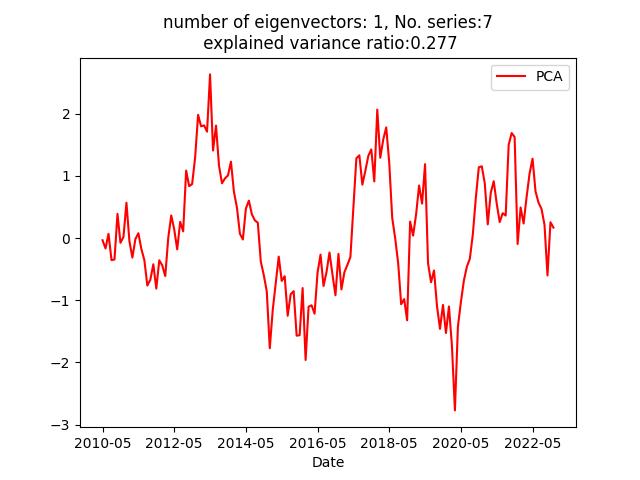 number of eigenvectors: 1, No. series:7
explained variance ratio:0.277
PCA
2
1
0
−1
−2
−3
2010-05 2012-05 2014-05 2016-05 2018-05 2020-05 2022-05
Date